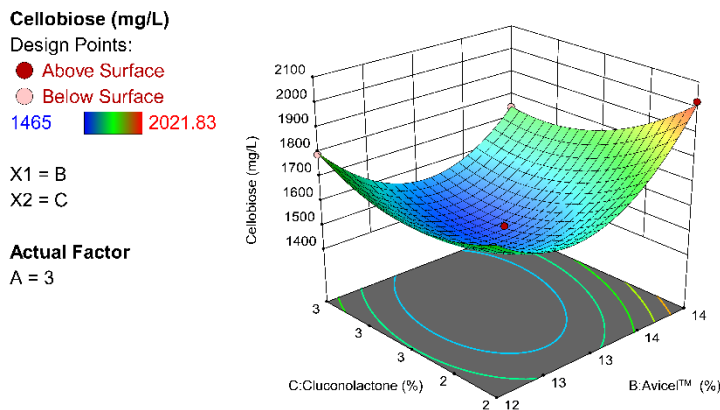 Cellobiose (mg/L)
Design Points:
Above Surface
Below Surface
1465 2021.83
X1 = B
X2 = C
Actual Factor
A = 3
Cellobiose (mg/L)
2100
2000
1900
1800
1700
1600
1500
1400
3
3
3
2
2
C:Cluconolactone (%)
12
13
13
14
14
B:Avicel™ (%)